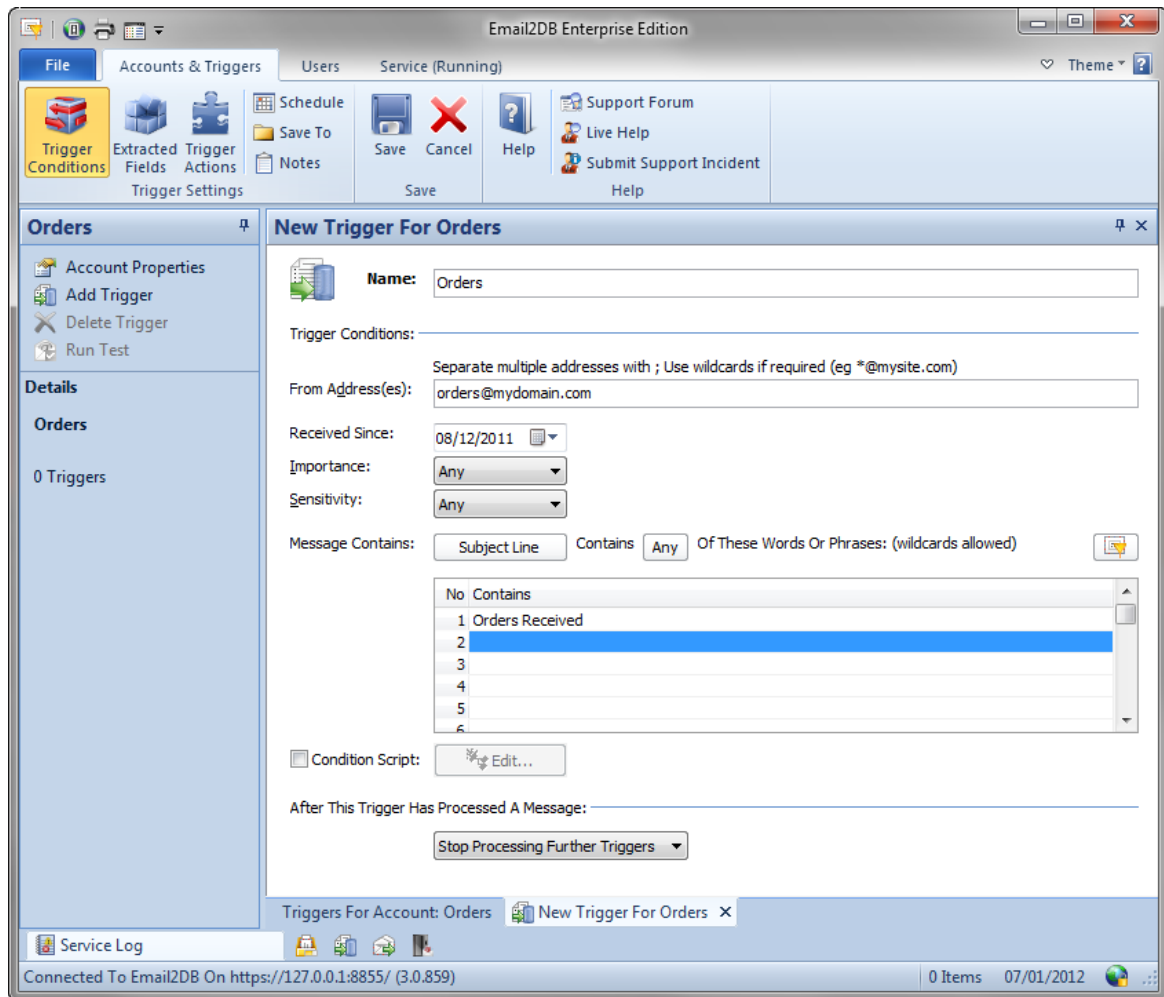 Email2DB Enterprise Edition
File Accounts & Triggers Users Service (Running) Theme ?
Trigger Conditions
Extracted Fields
Trigger Actions
Schedule
Save To
Notes
Trigger Settings
Save
Cancel
Save
Help
Support Forum
Live Help
Submit Support Incident
Help
Orders
Account Properties
Add Trigger
Delete Trigger
Run Test
Details
Orders
0 Triggers
New Trigger For Orders
Name: Orders
Trigger Conditions:
Separate multiple addresses with ; Use wildcards if required (eg *@mysite.com)
From Address(es): orders@mydomain.com
Received Since: 08/12/2011
Importance: Any
Sensitivity: Any
Message Contains: Subject Line Contains Any Of These Words Or Phrases: (wildcards allowed)
No Contains
1 Orders Received
2
3
4
5
6
Condition Script: Edit...
After This Trigger Has Processed A Message:
Stop Processing Further Triggers
Triggers For Account: Orders New Trigger For Orders
Service Log
Connected To Email2DB On https://127.0.0.1:8855/ (3.0.859) 0 Items 07/01/2012